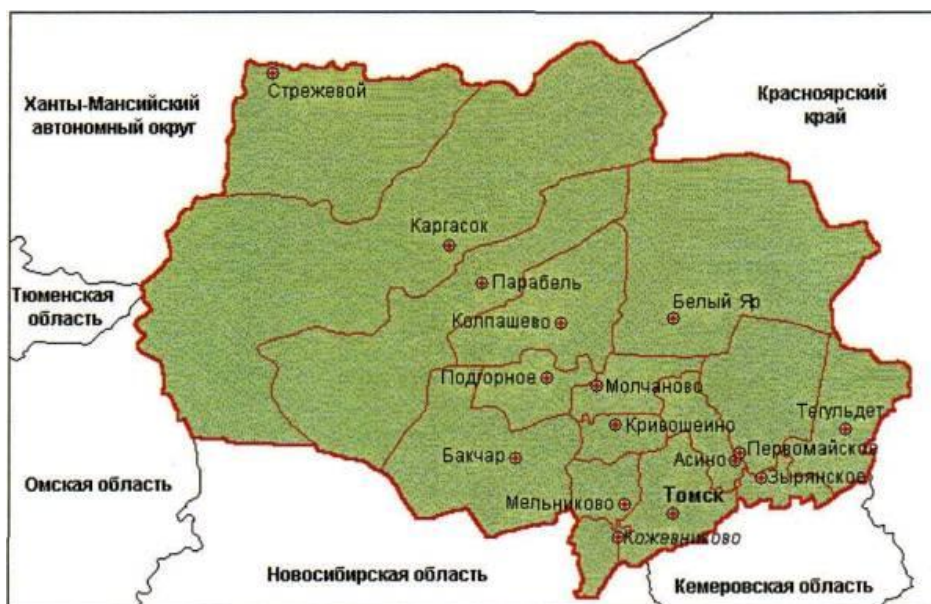 Стрежевой
Ханты-Мансийский
автономный округ
Красноярский
край
Каргасок
Парабель
Тюменская
область
Белый Яр
Колпашево
Подгорное
Молчаново
Тегульдет
Кривошеино
Первомайское
Бакчар
Асино
Зырянское
Омская область
Мельниково
Томск
Кожевниково
Новосибирская область
Кемеровская область